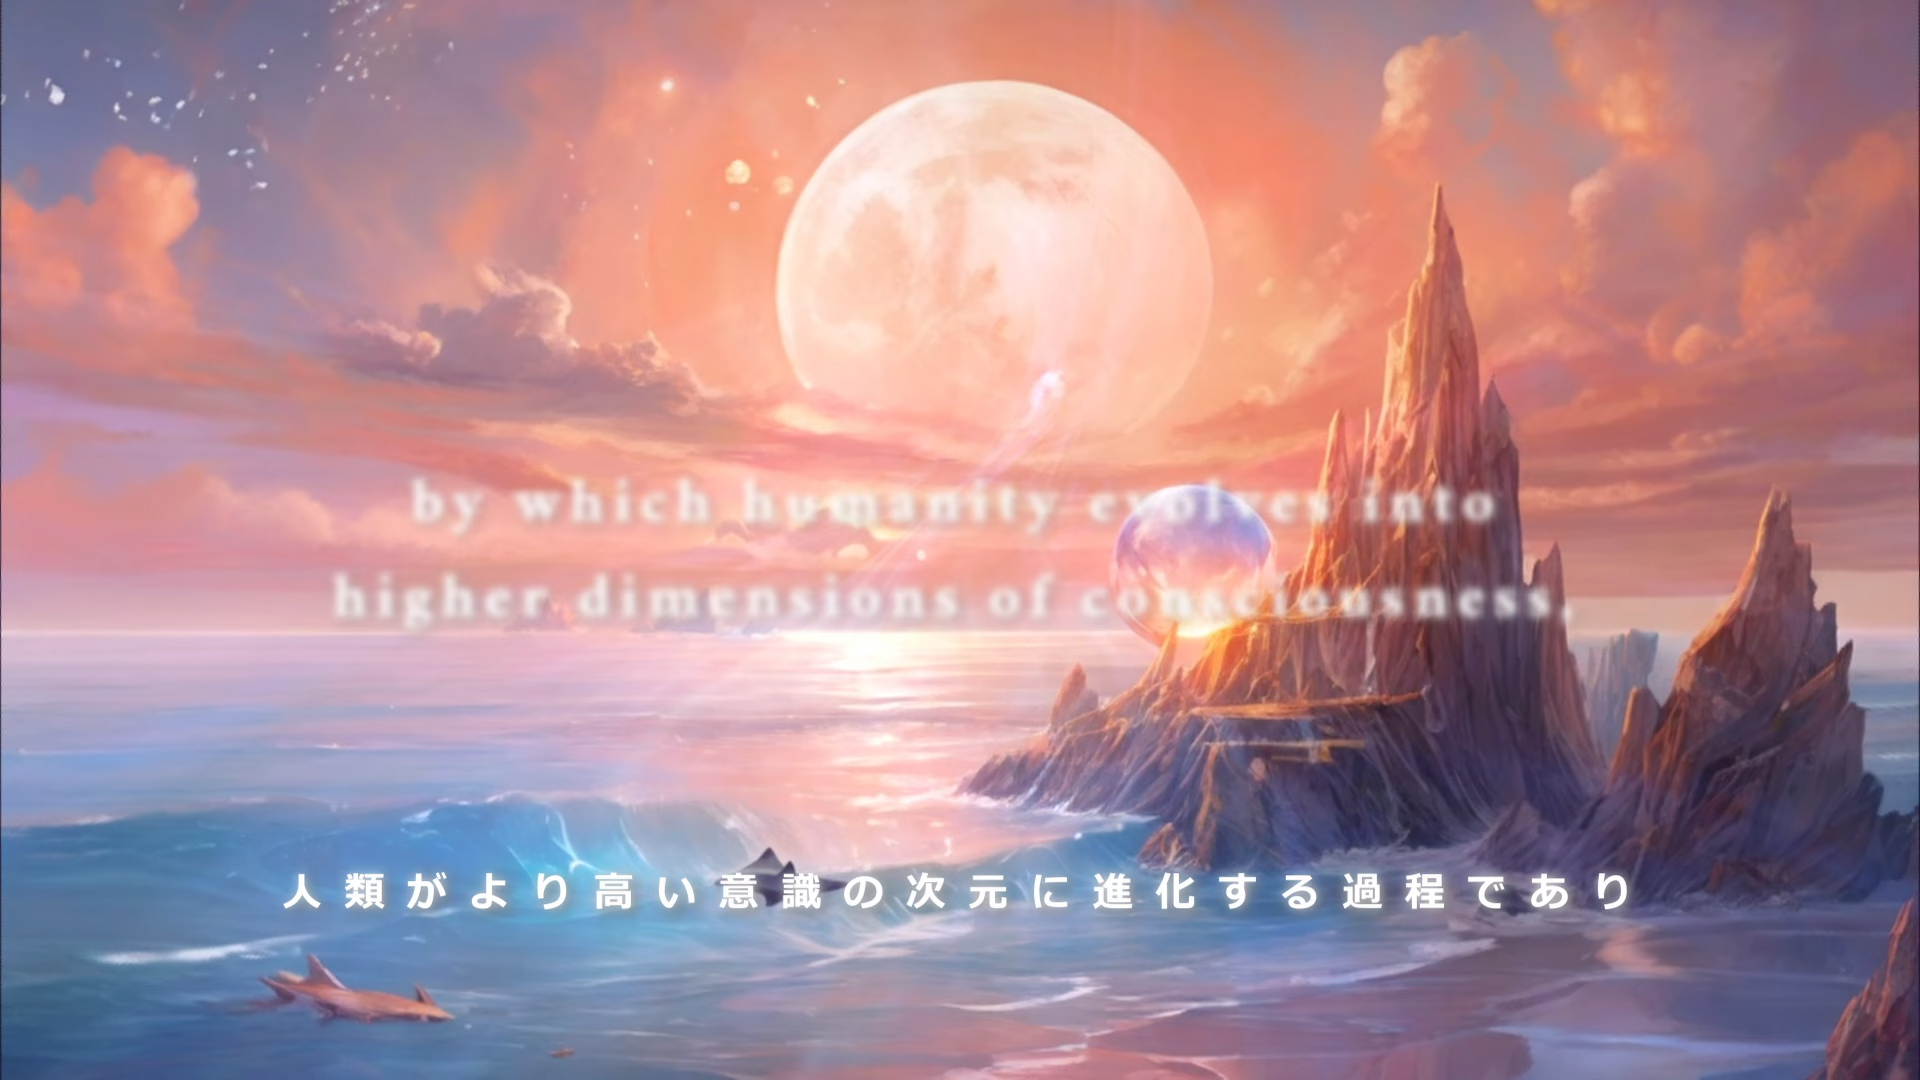 by which humanity evolves into
higher dimensions of consciousness,
人類がより高い意識の次元に進化する過程であり